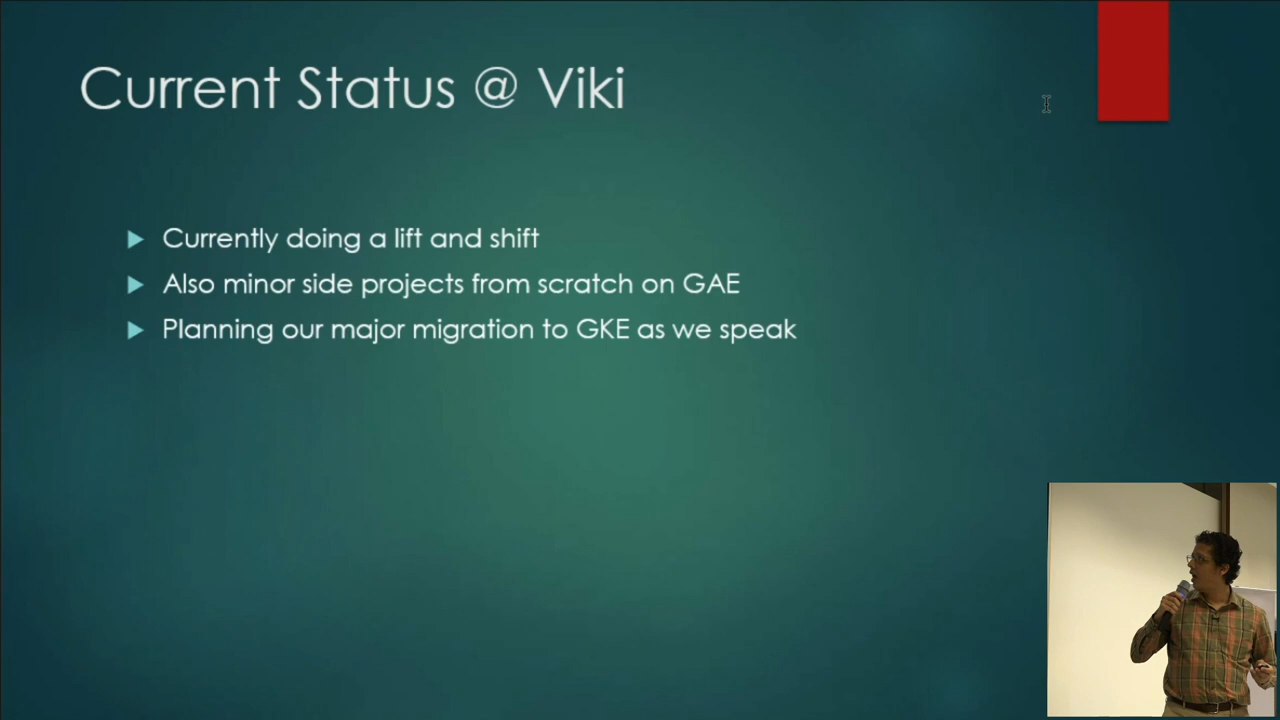 Current Status @ Viki
Currently doing a lift and shift
Also minor side projects from scratch on GAE
Planning our major migration to GKE as we speak